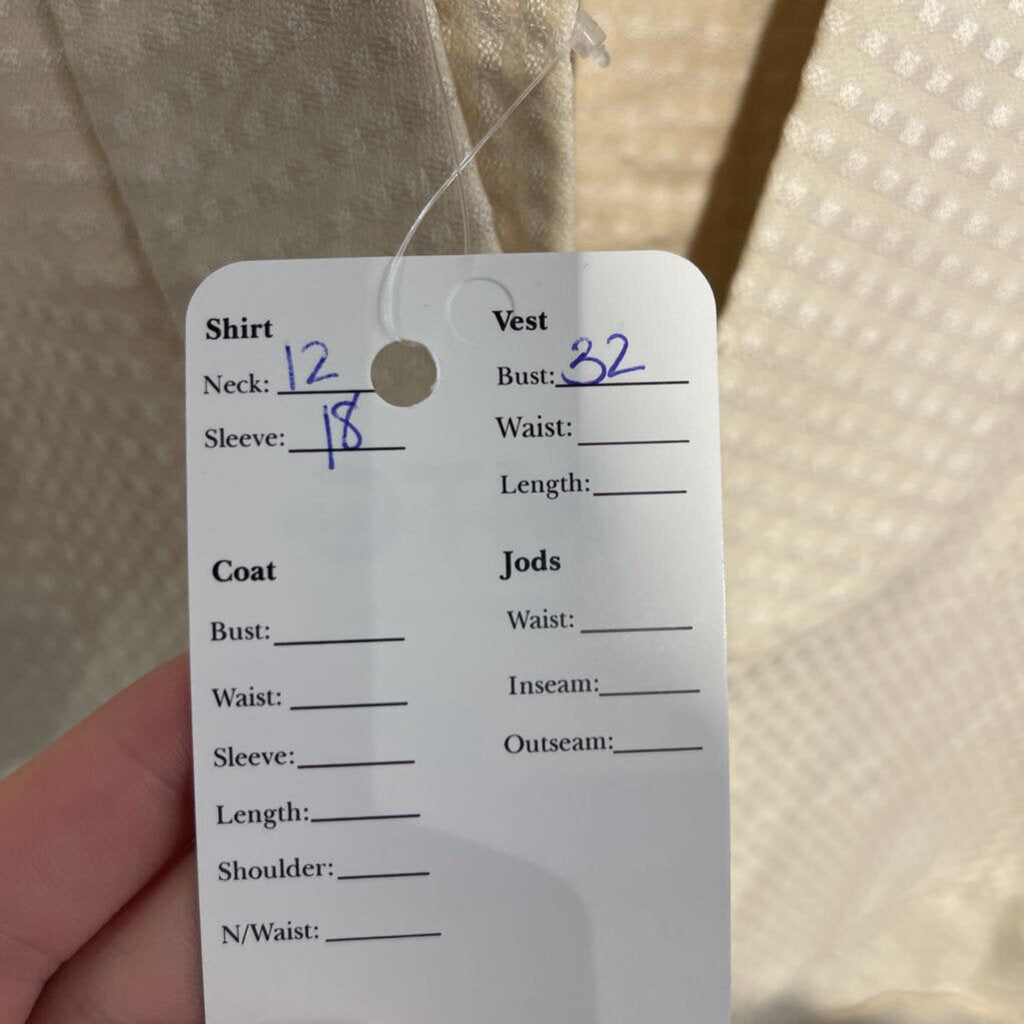 Shirt
Neck: 12
Sleeve: 18
Vest
Bust: 32
Waist:
Length:
Coat
Bust:
Waist:
Sleeve:
Length:
Shoulder:
N/Waist:
Jods
Waist:
Inseam:
Outseam: